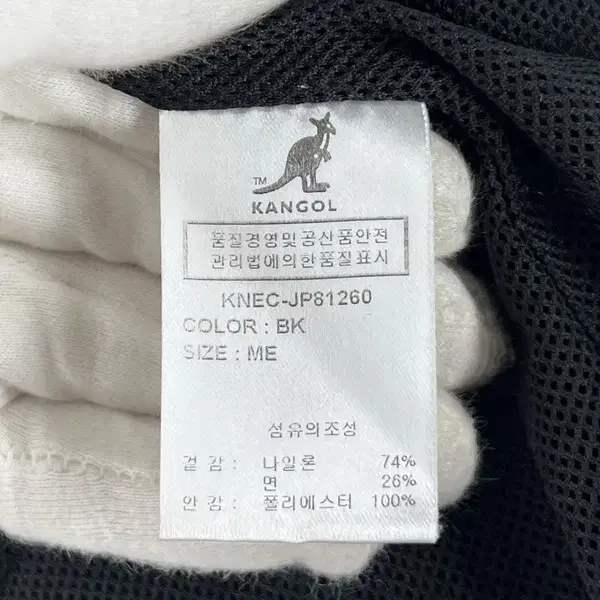 TM
KANGOL
품질경영및공산품안전
관리법에의한품질표시
KNEC-JP81260
COLOR : BK
SIZE : ME
섬유의조성
겉감 : 나일론 74%
면 26%
안감 : 폴리에스터 100%